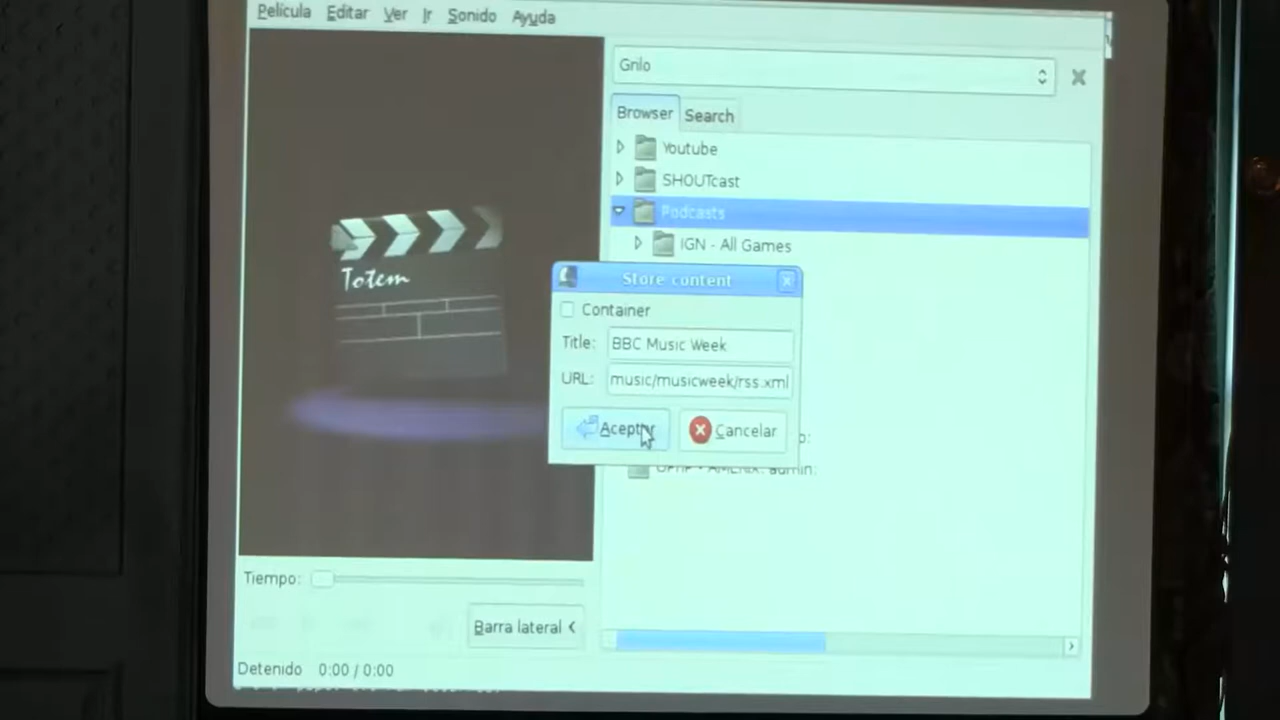 Película Editar Ver Ir Sonido Ayuda
Grilo
Browser Search
Youtube
SHOUTcast
Podcasts
IGN - All Games
Totem
Store content
Container
Title: BBC Music Week
URL: music/musicweek/rss.xml
Aceptar Cancelar
Tiempo:
Barra lateral
Detenido 0:00 / 0:00